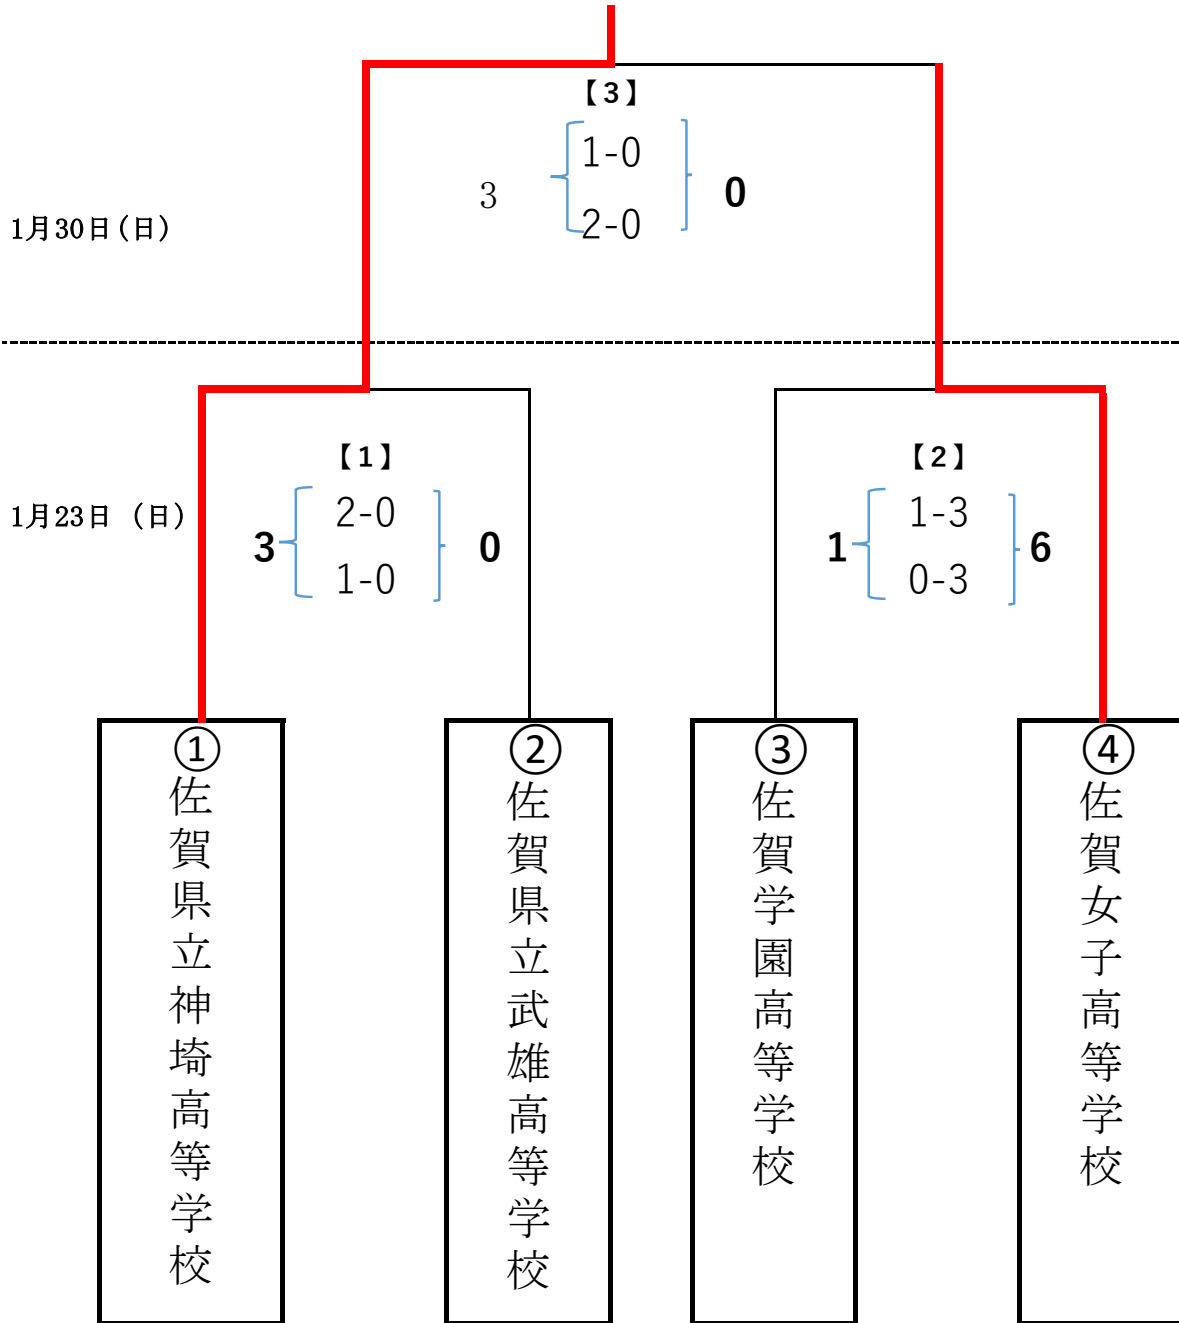 【3】
1-0
3
0
2-0
1月30日(日)
【1】
【2】
1月23日 (日)
2-0
3
0
1-0
1-3
1
6
0-3
①佐賀県立神埼高等学校
②佐賀県立武雄高等学校
③佐賀学園高等学校
④佐賀女子高等学校